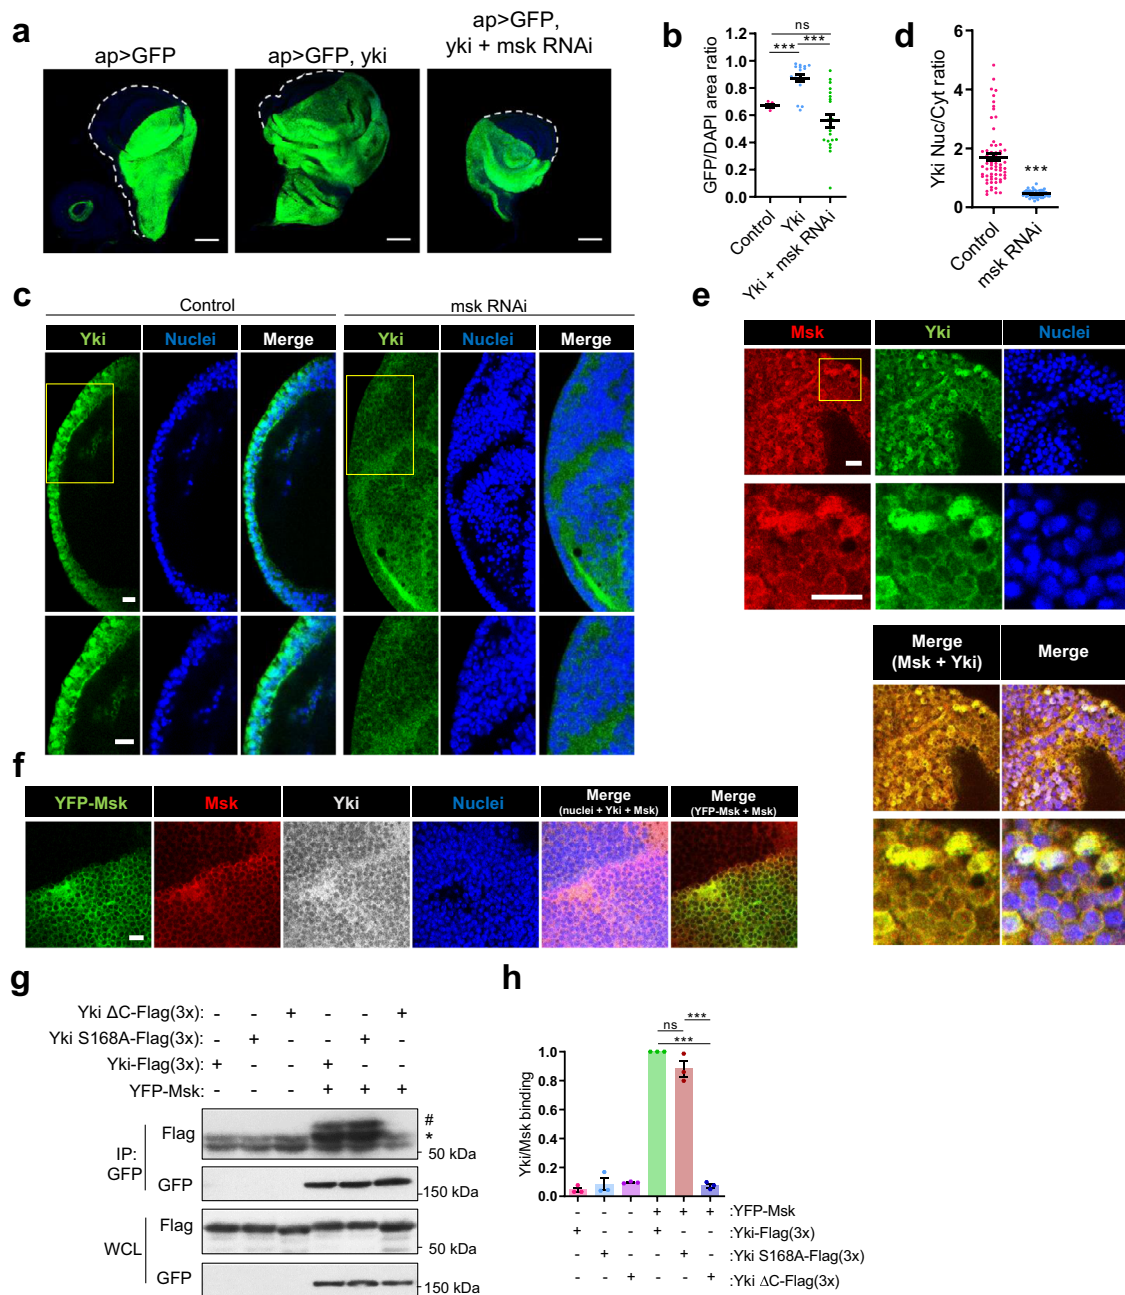 a
ap>GFP
ap>GFP, yki
ap>GFP,
yki + msk RNAi
b
GFP/DAPI area ratio
1.2
1.0
0.8
0.6
0.4
0.2
0.0
ns
*** ***
Control
Yki
Yki + msk RNAi
d
Yki Nuc/Cyt ratio
6
4
2
0
***
Control
msk RNAi
c
Control
msk RNAi
Yki Nuclei Merge Yki Nuclei Merge
e
Msk Yki Nuclei
Merge
(Msk + Yki)
Merge
f
YFP-Msk Msk Yki Nuclei
Merge
(nuclei + Yki + Msk)
Merge
(YFP-Msk + Msk)
g
Yki ΔC-Flag(3x): - - + - - +
Yki S168A-Flag(3x): - + - - + -
Yki-Flag(3x): + - - + - -
YFP-Msk: - - - + + +
IP:
GFP
Flag
#
*
50 kDa
GFP
150 kDa
WCL
Flag
50 kDa
GFP
150 kDa
h
Yki/Msk binding
1.0
0.8
0.6
0.4
0.2
0.0
ns
***
***
- - - + + + :YFP-Msk
+ - - + - - :Yki-Flag(3x)
- + - - + - :Yki S168A-Flag(3x)
- - + - - + :Yki ΔC-Flag(3x)